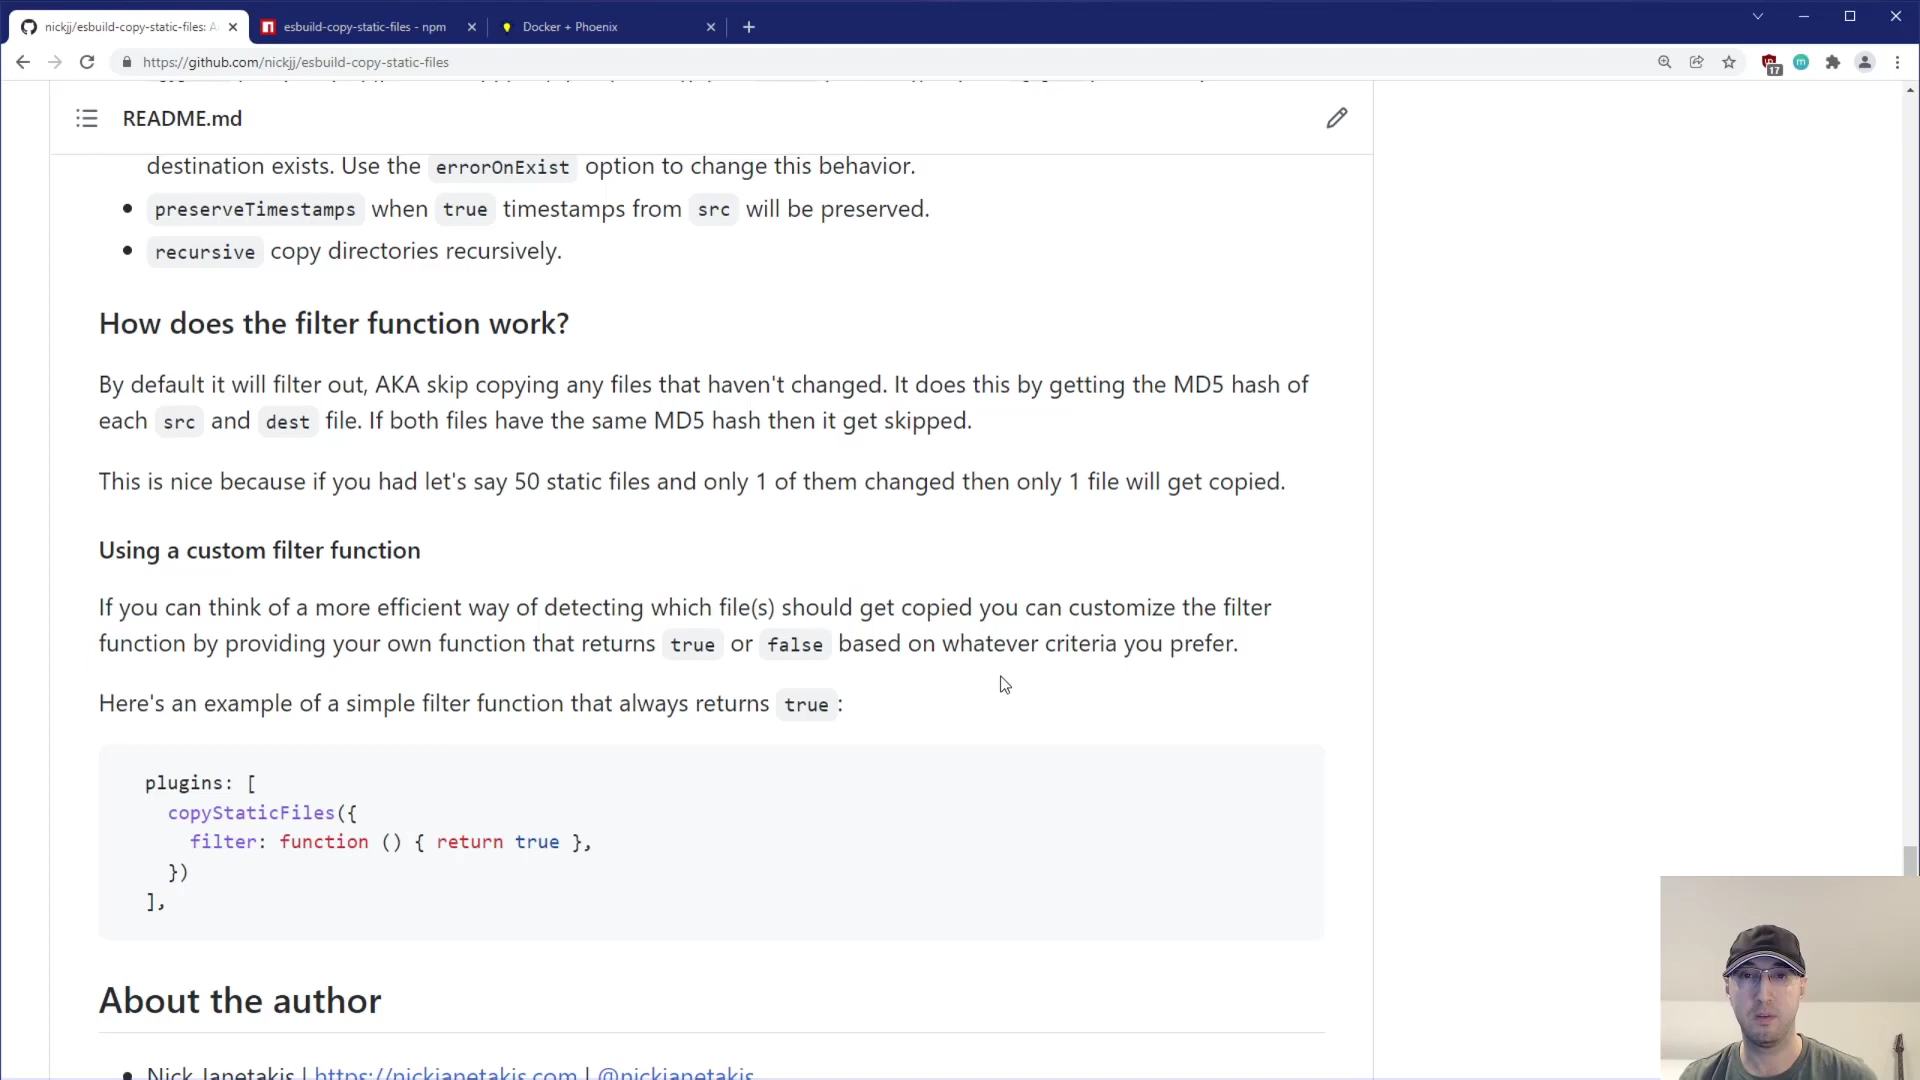 nickjj/esbuild-copy-static-files: A
esbuild-copy-static-files - npm
Docker + Phoenix
https://github.com/nickjj/esbuild-copy-static-files
17
README.md
destination exists. Use the errorOnExist option to change this behavior.
• preserveTimestamps when true timestamps from src will be preserved.
• recursive copy directories recursively.
How does the filter function work?
By default it will filter out, AKA skip copying any files that haven't changed. It does this by getting the MD5 hash of
each src and dest file. If both files have the same MD5 hash then it get skipped.
This is nice because if you had let's say 50 static files and only 1 of them changed then only 1 file will get copied.
Using a custom filter function
If you can think of a more efficient way of detecting which file(s) should get copied you can customize the filter
function by providing your own function that returns true or false based on whatever criteria you prefer.
Here's an example of a simple filter function that always returns true:
plugins: [
copyStaticFiles({
filter: function () { return true },
})
],
About the author
• Nick Janetakis | https://nickjanetakis.com | @nickjanetakis